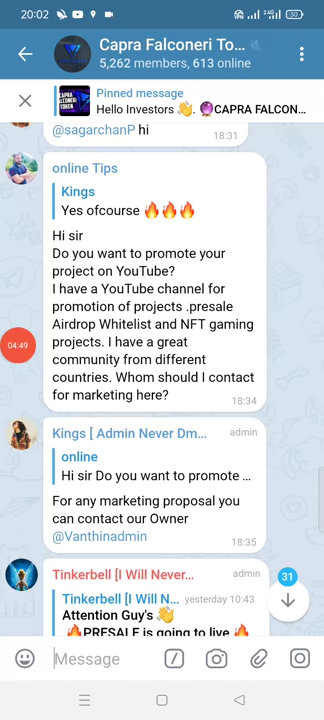 20:02
30
Capra Falconeri To...
5,262 members, 613 online
Pinned message
Hello Investors 👋. 🔮CAPRA FALCON...
@sagarchanP hi
18:31
online Tips
Kings
Yes ofcourse 🔥🔥🔥
Hi sir
Do you want to promote your
project on YouTube?
I have a YouTube channel for
promotion of projects .presale
Airdrop Whitelist and NFT gaming
projects. I have a great
community from different
countries. Whom should I contact
for marketing here?
18:34
04:49
Kings [ Admin Never Dm... admin
online
Hi sir Do you want to promote ...
For any marketing proposal you
can contact our Owner
@Vanthinadmin
18:35
Tinkerbell [I Will Never... admin
Tinkerbell [I Will N... yesterday 10:43
Attention Guy's 👋
🔥PRESALE is going to live 🔥
31
Message